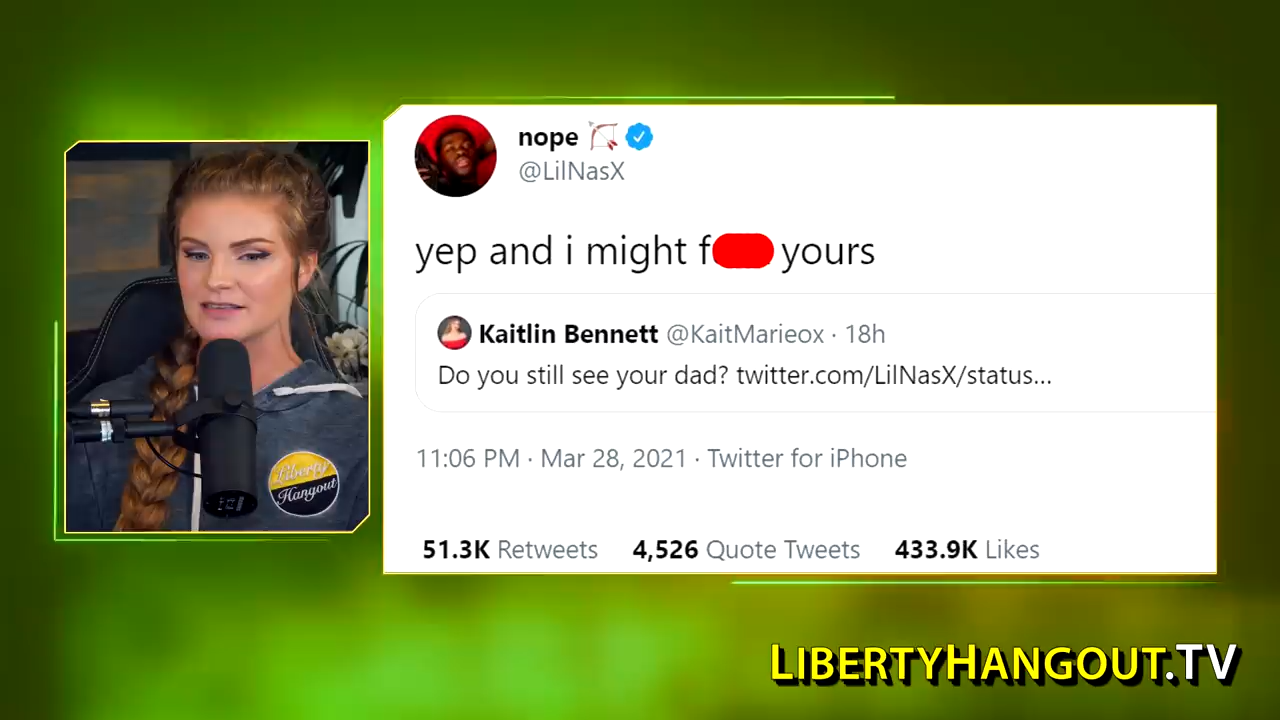 nope
@LilNasX
yep and i might f yours
Kaitlin Bennett @KaitMarieox · 18h
Do you still see your dad? twitter.com/LilNasX/status...
11:06 PM · Mar 28, 2021 · Twitter for iPhone
51.3K Retweets 4,526 Quote Tweets 433.9K Likes
Liberty
Hangout
LIBERTYHANGOUT.TV